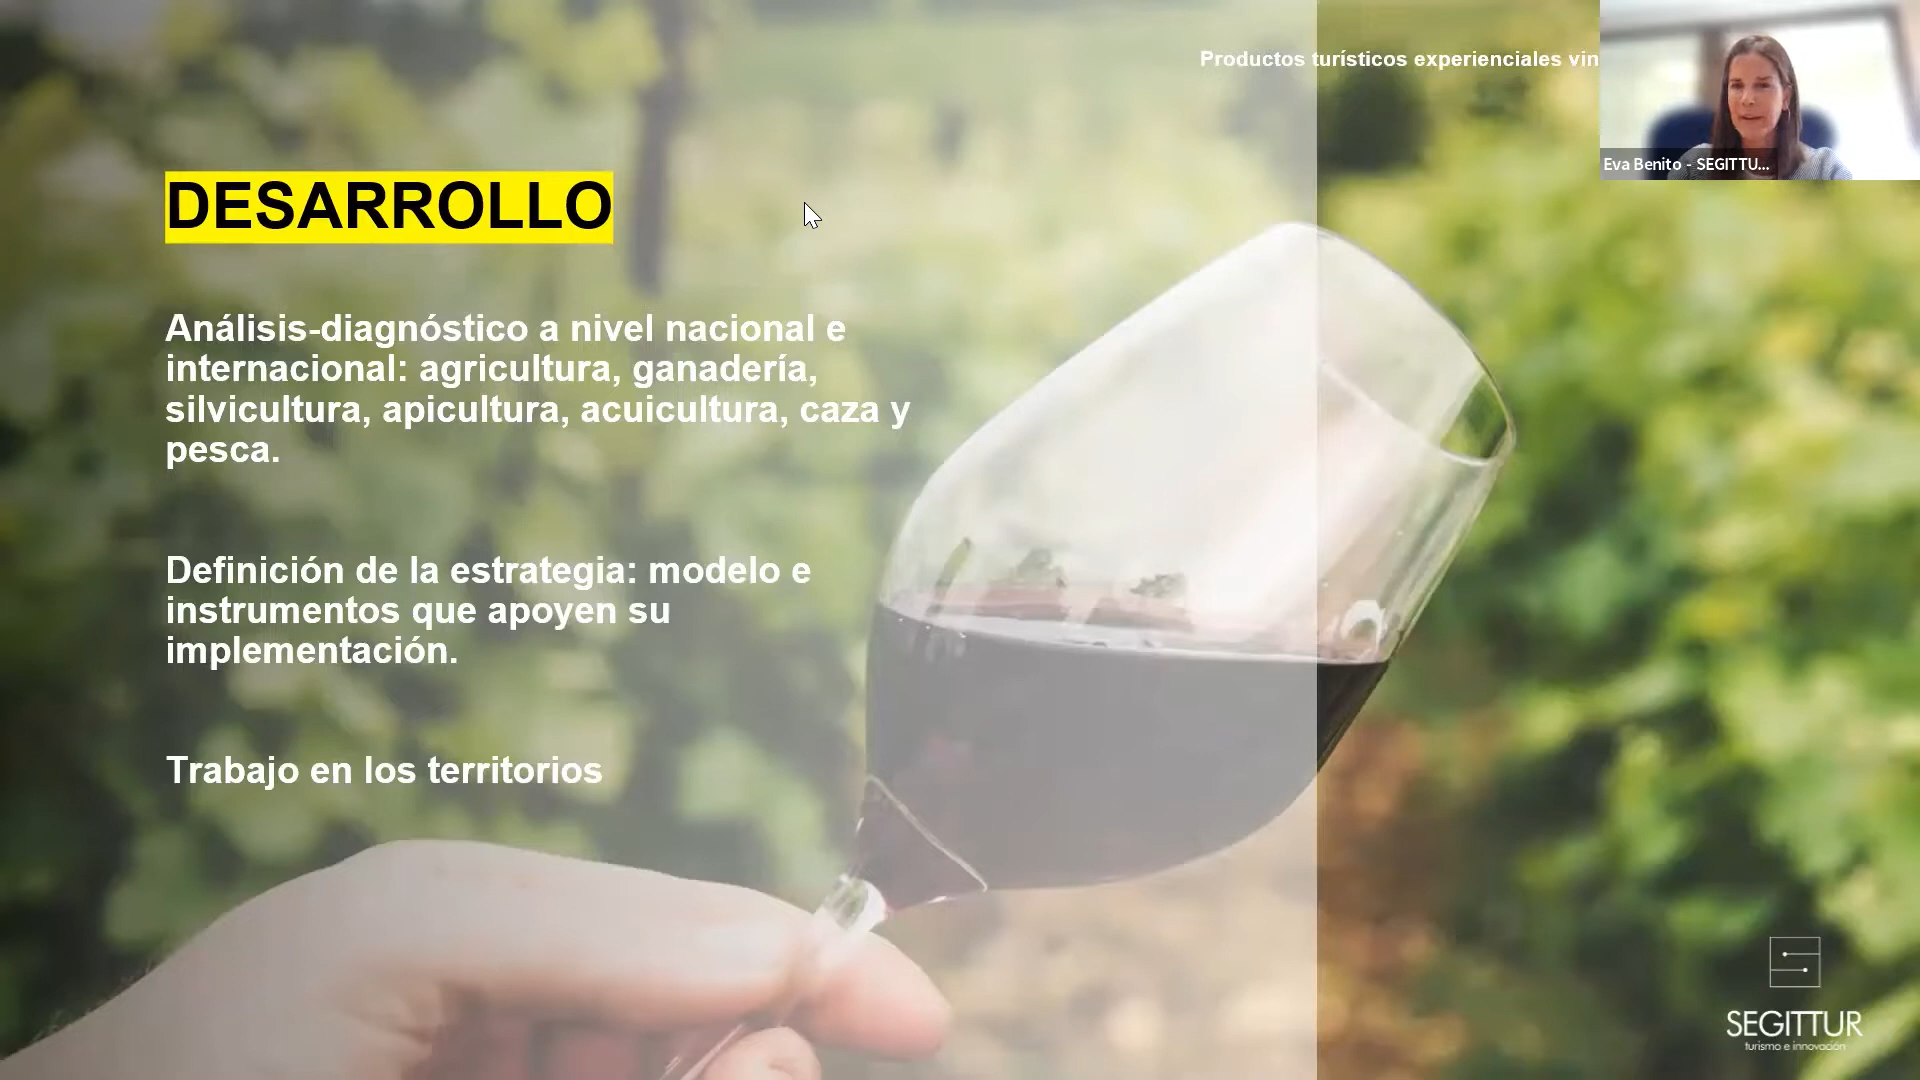 Productos turísticos experienciales vin
Eva Benito - SEGITTU...
DESARROLLO
Análisis-diagnóstico a nivel nacional e
internacional: agricultura, ganadería,
silvicultura, apicultura, acuicultura, caza y
pesca.
Definición de la estrategia: modelo e
instrumentos que apoyen su
implementación.
Trabajo en los territorios
SEGITTUR
turismo e innovación